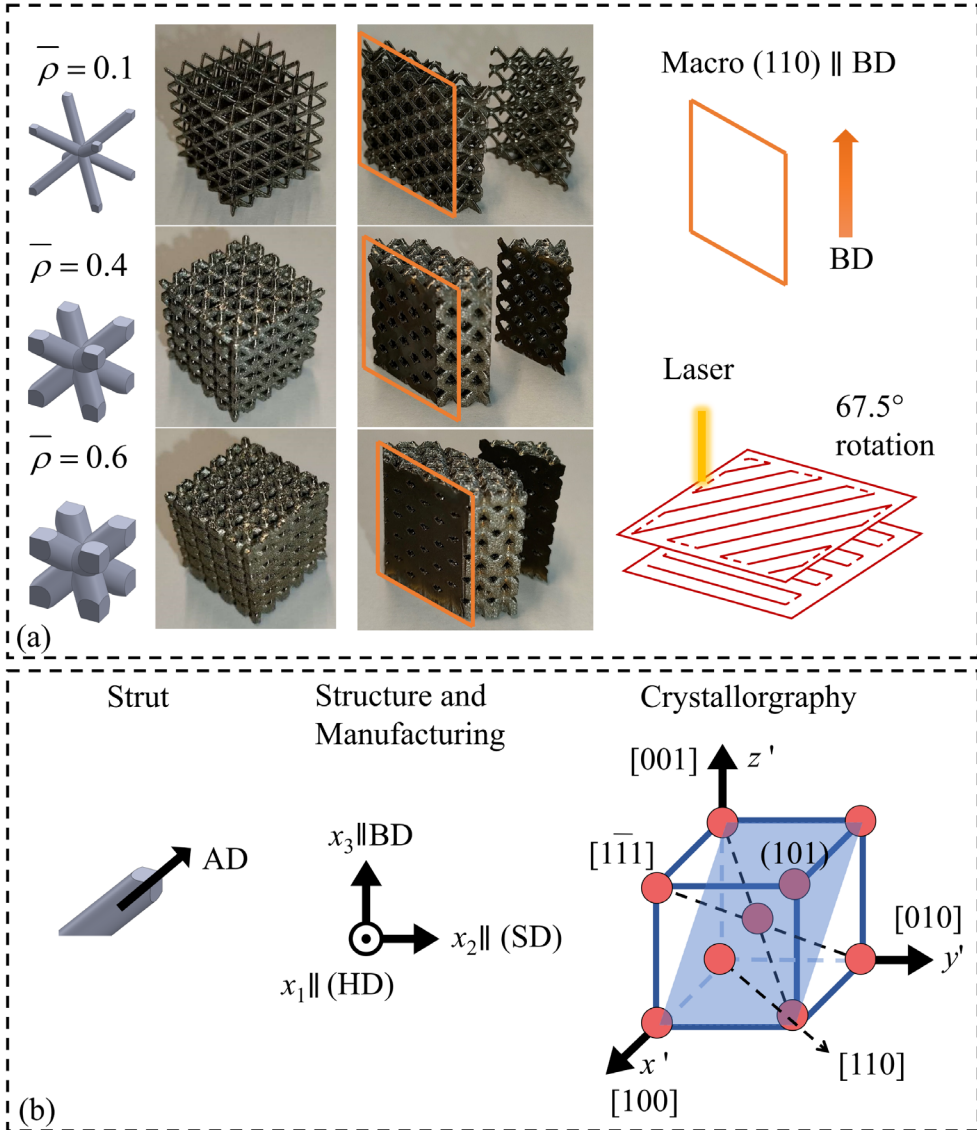 ρ̅ = 0.1
Macro (110) ∥ BD
BD
ρ̅ = 0.4
Laser
67.5°
rotation
ρ̅ = 0.6
(a)
Strut
Structure and
Manufacturing
Crystallorgraphy
AD
x₃∥BD
x₂∥ (SD)
x₁∥ (HD)
[001]
z'
[11̅1]
(101)
[010]
y'
x'
[110]
[100]
(b)